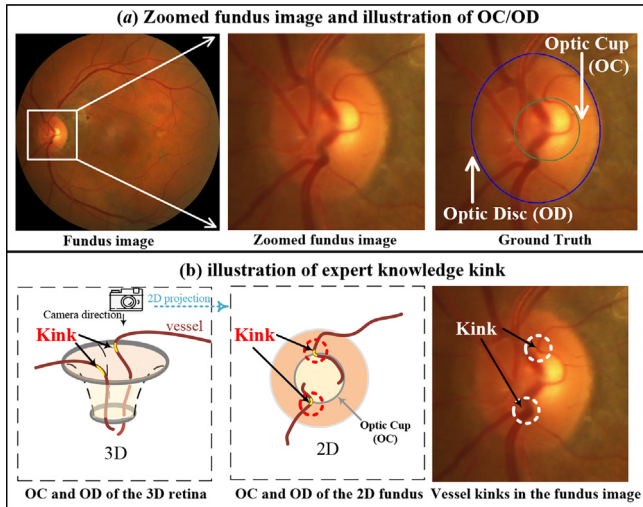 (a) Zoomed fundus image and illustration of OC/OD
Optic Cup
(OC)
Optic Disc (OD)
Fundus image
Zoomed fundus image
Ground Truth
(b) illustration of expert knowledge kink
Camera direction
2D projection
Kink
vessel
3D
Kink
Optic Cup
(OC)
2D
Kink
OC and OD of the 3D retina
OC and OD of the 2D fundus
Vessel kinks in the fundus image